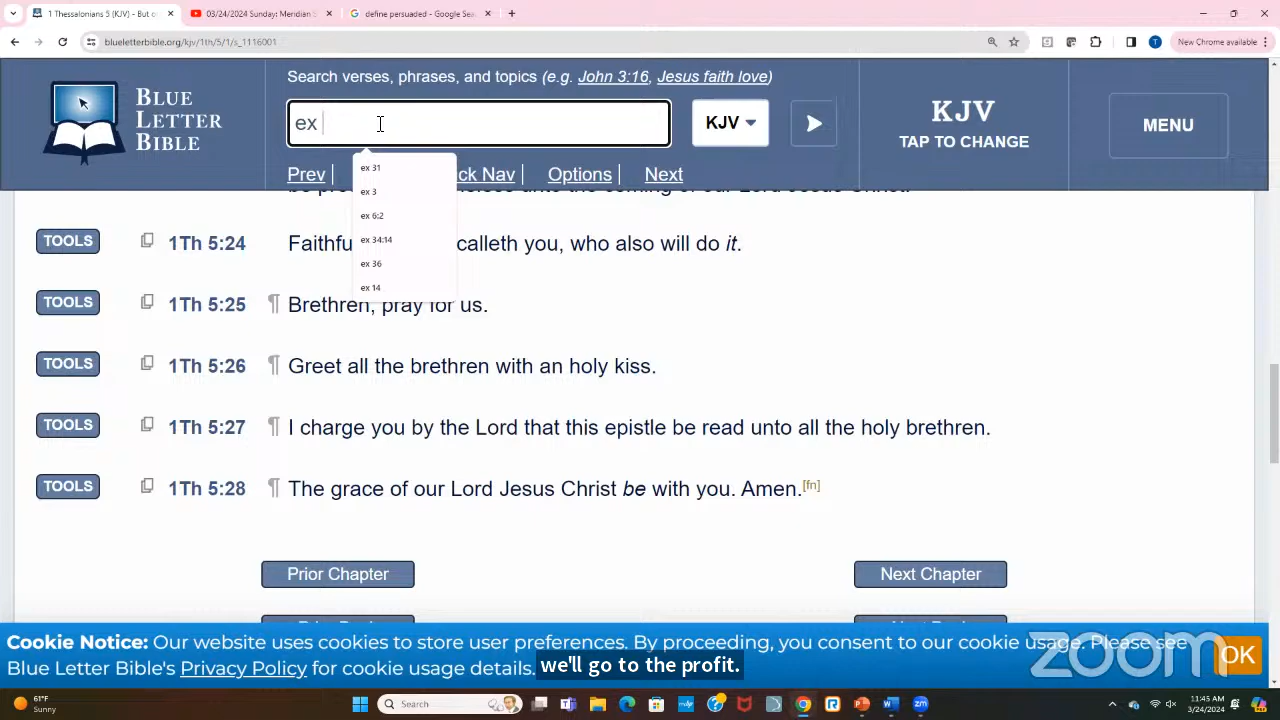 1 Thessalonians 5 (KJV) - But of
03/24/2024 Sunday: Meridian S
define persuaded - Google Sea
blueletterbible.org/kjv/1th/5/1/s_1116001
New Chrome available
Search verses, phrases, and topics (e.g. John 3:16, Jesus faith love)
BLUE
LETTER
BIBLE
ex
KJV
KJV
TAP TO CHANGE
MENU
Prev
ck Nav
Options
Next
ex 31
ex 3
ex 6:2
ex 34:14
ex 36
ex 14
TOOLS 1Th 5:24 Faithfu calleth you, who also will do it.
TOOLS 1Th 5:25 ¶ Brethren, pray for us.
TOOLS 1Th 5:26 ¶ Greet all the brethren with an holy kiss.
TOOLS 1Th 5:27 ¶ I charge you by the Lord that this epistle be read unto all the holy brethren.
TOOLS 1Th 5:28 ¶ The grace of our Lord Jesus Christ be with you. Amen.[fn]
Prior Chapter
Next Chapter
Cookie Notice: Our website uses cookies to store user preferences. By proceeding, you consent to our cookie usage. Please see
Blue Letter Bible's Privacy Policy for cookie usage details.
OK
we'll go to the profit.
zoom
61°F
Sunny
Search
11:45 AM
3/24/2024